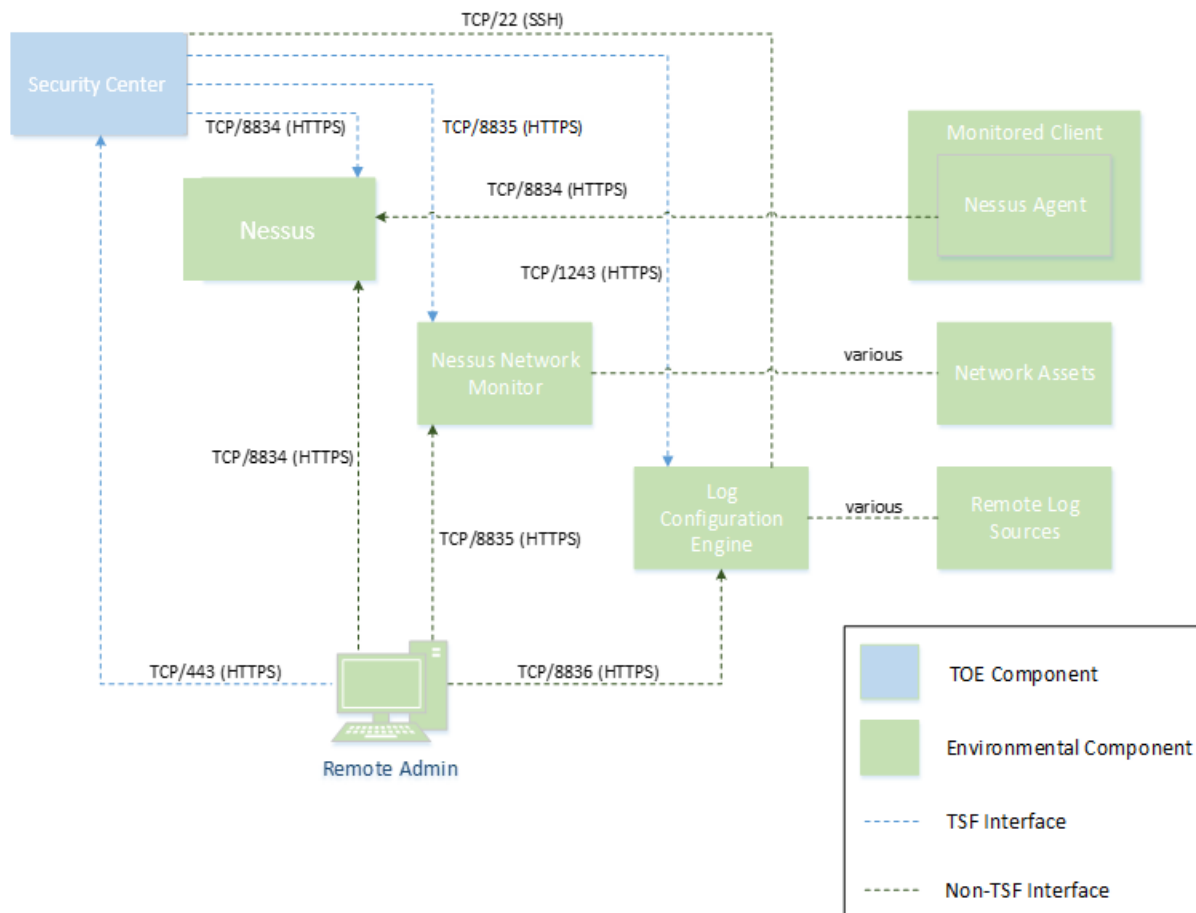 TCP/22 (SSH)
Security Center
TCP/8834 (HTTPS)
TCP/8835 (HTTPS)
Monitored Client
Nessus Agent
TCP/8834 (HTTPS)
Nessus
TCP/1243 (HTTPS)
Nessus Network
Monitor
various
Network Assets
TCP/8834 (HTTPS)
Log
Configuration
Engine
various
Remote Log
Sources
TCP/8835 (HTTPS)
TCP/443 (HTTPS)
TCP/8836 (HTTPS)
Remote Admin
TOE Component
Environmental Component
TSF Interface
Non-TSF Interface